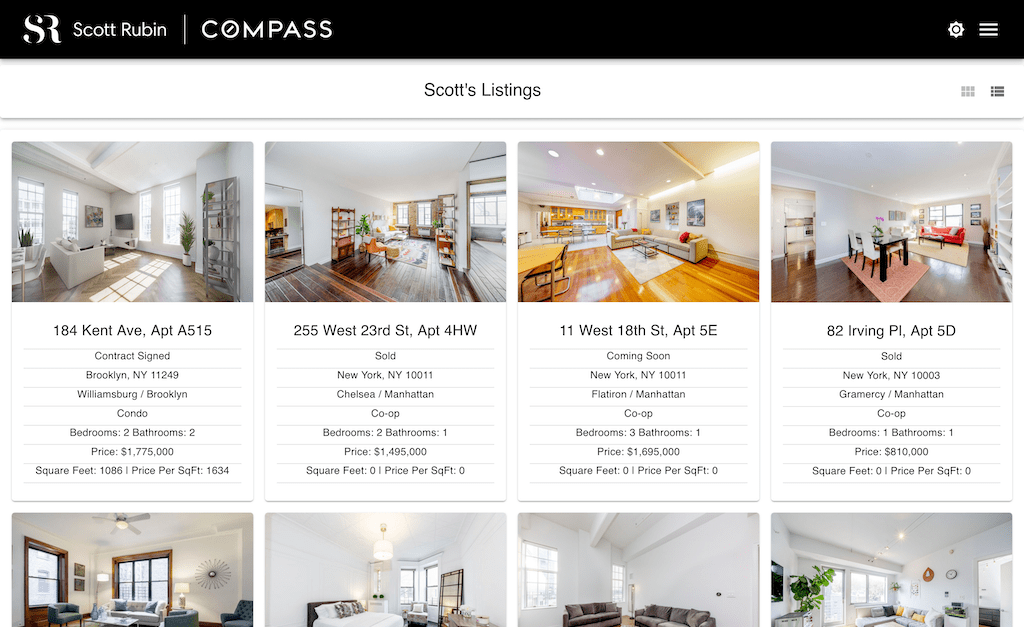 SR Scott Rubin | COMPASS
Scott's Listings
184 Kent Ave, Apt A515
Contract Signed
Brooklyn, NY 11249
Williamsburg / Brooklyn
Condo
Bedrooms: 2 Bathrooms: 2
Price: $1,775,000
Square Feet: 1086 | Price Per SqFt: 1634
255 West 23rd St, Apt 4HW
Sold
New York, NY 10011
Chelsea / Manhattan
Co-op
Bedrooms: 2 Bathrooms: 1
Price: $1,495,000
Square Feet: 0 | Price Per SqFt: 0
11 West 18th St, Apt 5E
Coming Soon
New York, NY 10011
Flatiron / Manhattan
Co-op
Bedrooms: 3 Bathrooms: 1
Price: $1,695,000
Square Feet: 0 | Price Per SqFt: 0
82 Irving Pl, Apt 5D
Sold
New York, NY 10003
Gramercy / Manhattan
Co-op
Bedrooms: 1 Bathrooms: 1
Price: $810,000
Square Feet: 0 | Price Per SqFt: 0